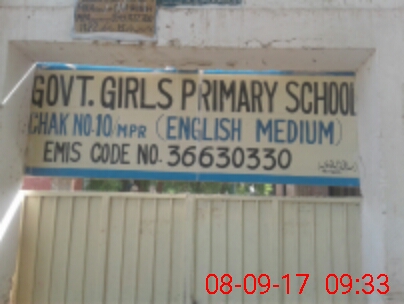 GOVT. GIRLS PRIMARY SCHOOL
CHAK NO.10/MPR (ENGLISH MEDIUM)
EMIS CODE NO. 36630330
08-09-17 09:33